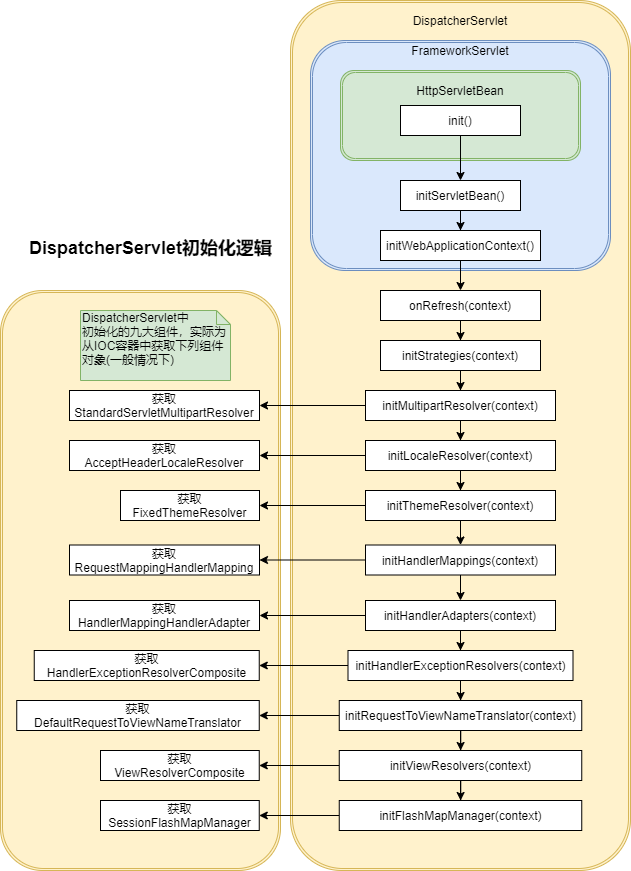 DispatcherServlet
FrameworkServlet
HttpServletBean
init()
initServletBean()
initWebApplicationContext()
DispatcherServlet初始化逻辑
onRefresh(context)
initStrategies(context)
DispatcherServlet中
初始化的九大组件，实际为
从IOC容器中获取下列组件
对象(一般情况下)
获取
StandardServletMultipartResolver
initMultipartResolver(context)
获取
AcceptHeaderLocaleResolver
initLocaleResolver(context)
获取
FixedThemeResolver
initThemeResolver(context)
获取
RequestMappingHandlerMapping
initHandlerMappings(context)
获取
HandlerMappingHandlerAdapter
initHandlerAdapters(context)
获取
HandlerExceptionResolverComposite
initHandlerExceptionResolvers(context)
获取
DefaultRequestToViewNameTranslator
initRequestToViewNameTranslator(context)
获取
ViewResolverComposite
initViewResolvers(context)
获取
SessionFlashMapManager
initFlashMapManager(context)